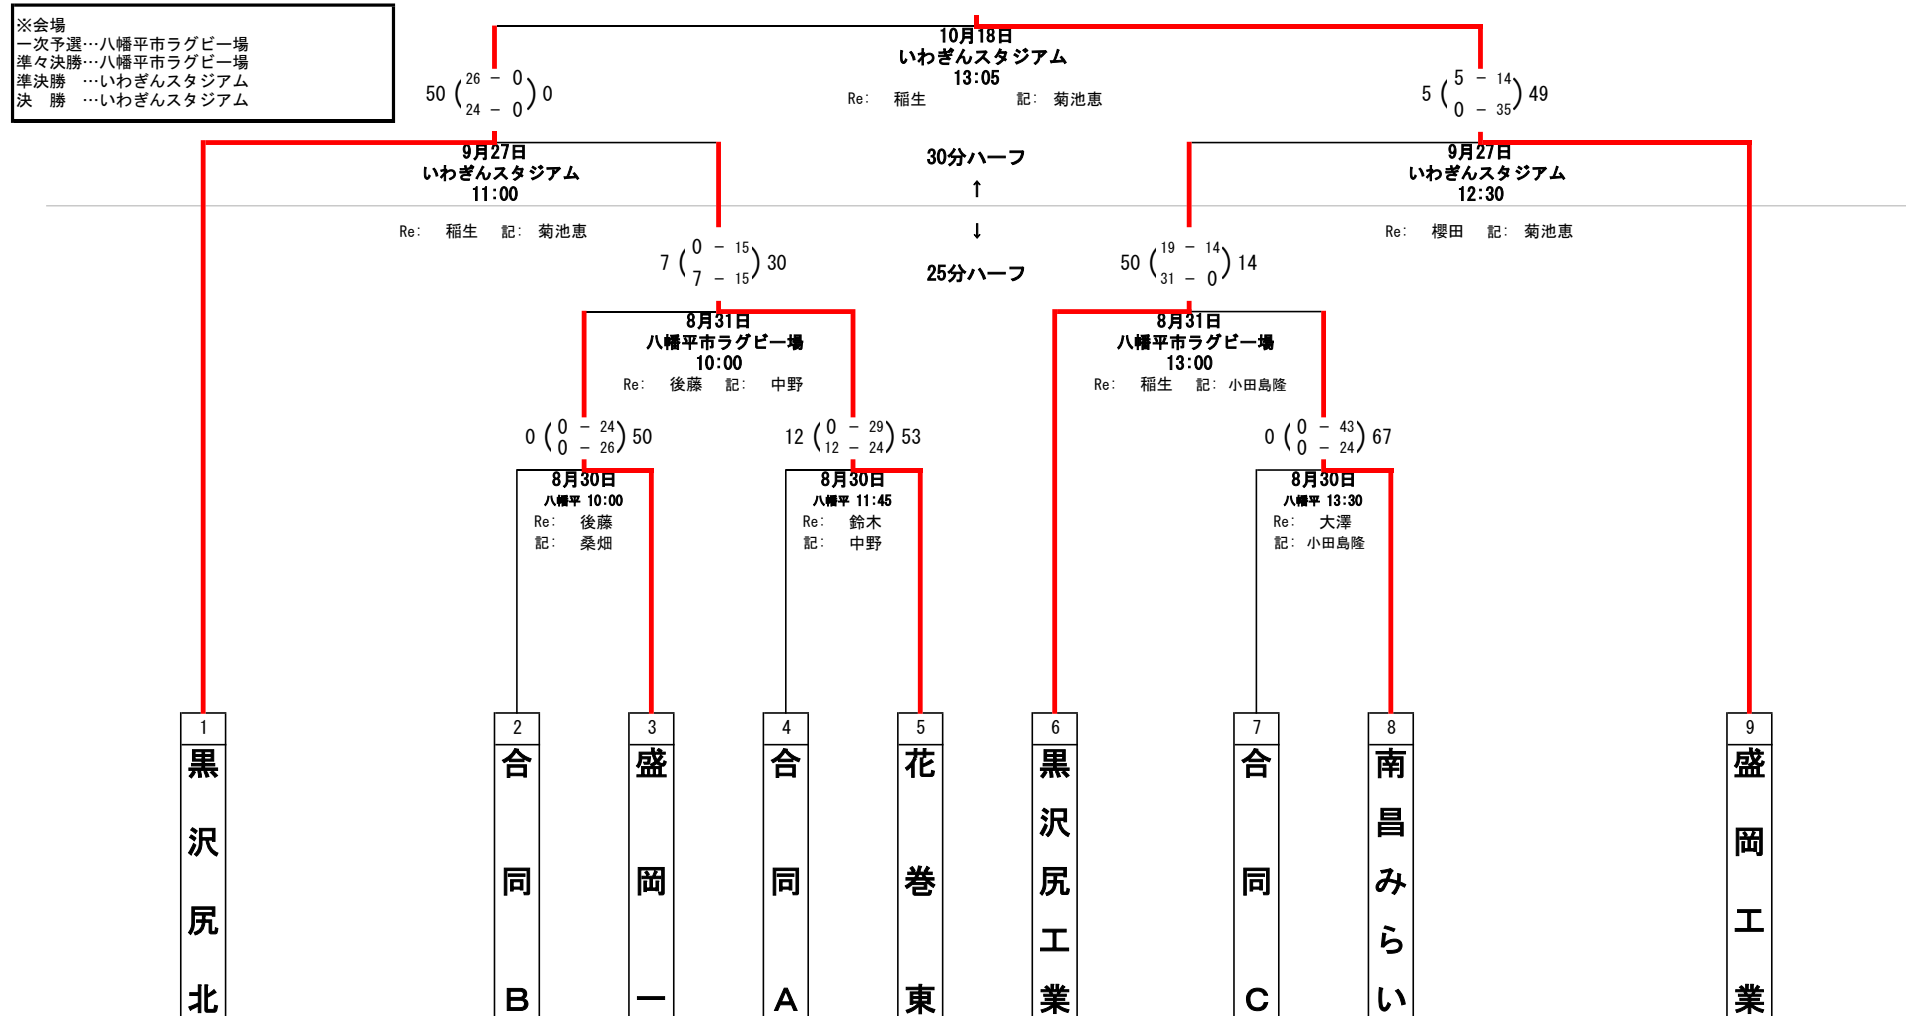 ※会場
一次予選…八幡平市ラグビー場
準々決勝…八幡平市ラグビー場
準決勝　…いわぎんスタジアム
決　勝　…いわぎんスタジアム
10月18日
いわぎんスタジアム
13:05
Re: 稲生 記: 菊池恵
50 ( 26 - 0 ) 0
24 - 0
5 ( 5 - 14 ) 49
0 - 35
9月27日
いわぎんスタジアム
11:00
Re: 稲生 記: 菊池恵
30分ハーフ
↑
↓
25分ハーフ
9月27日
いわぎんスタジアム
12:30
Re: 櫻田 記: 菊池恵
7 ( 0 - 15 ) 30
7 - 15
50 ( 19 - 14 ) 14
31 - 0
8月31日
八幡平市ラグビー場
10:00
Re: 後藤 記: 中野
8月31日
八幡平市ラグビー場
13:00
Re: 稲生 記: 小田島隆
0 ( 0 - 24 ) 50
0 - 26
12 ( 0 - 29 ) 53
12 - 24
0 ( 0 - 43 ) 67
0 - 24
8月30日
八幡平 10:00
Re: 後藤
記: 桑畑
8月30日
八幡平 11:45
Re: 鈴木
記: 中野
8月30日
八幡平 13:30
Re: 大澤
記: 小田島隆
1
黒沢尻北
2
合同B
3
盛岡一
4
合同A
5
花巻東
6
黒沢尻工業
7
合同C
8
南昌みらい
9
盛岡工業